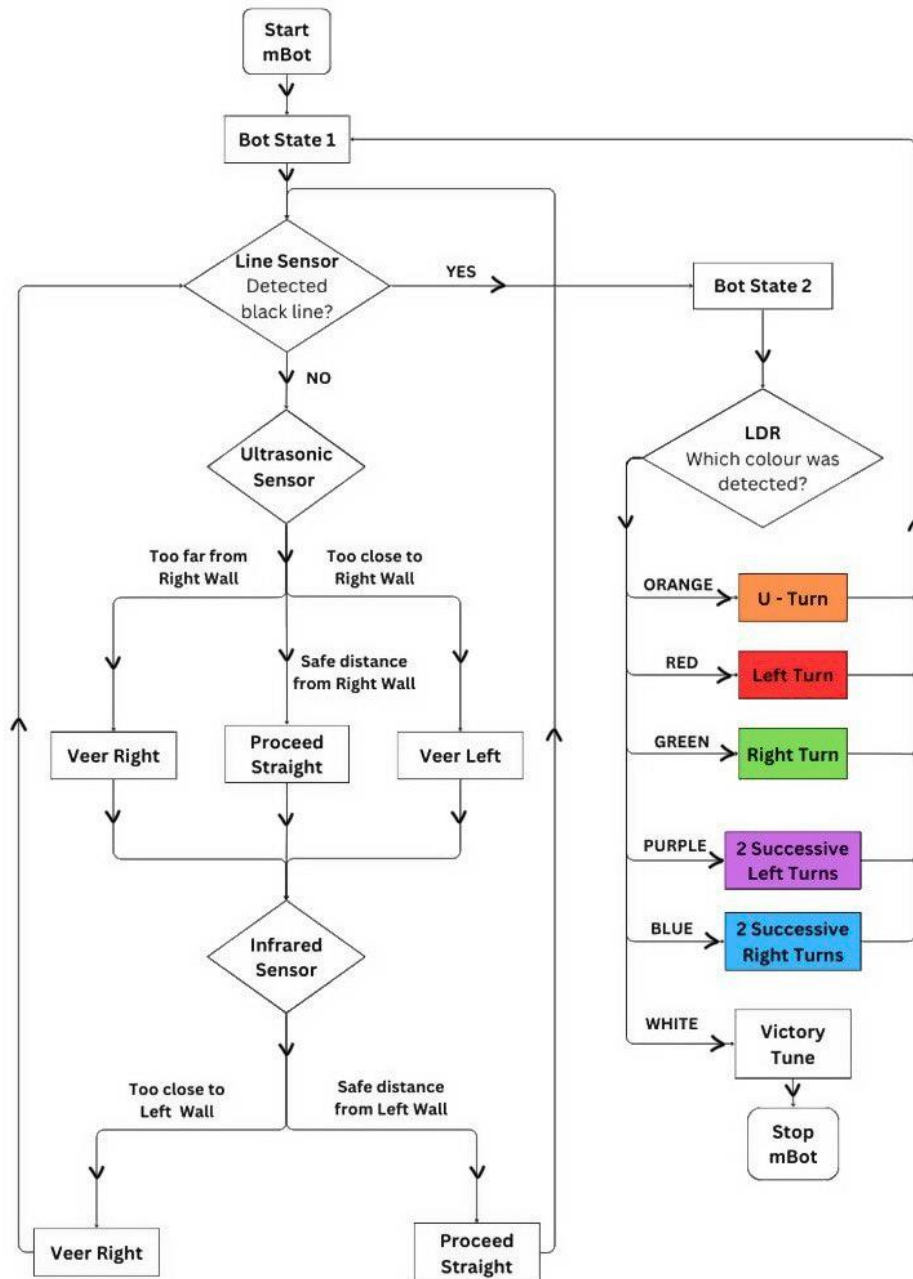 Start
mBot
Bot State 1
Line Sensor
Detected
black line?
YES
Bot State 2
NO
LDR
Which colour was
detected?
Ultrasonic
Sensor
Too far from
Right Wall
Too close to
Right Wall
Safe distance
from Right Wall
Veer Right
Proceed
Straight
Veer Left
Infrared
Sensor
Too close to
Left Wall
Safe distance
from Left Wall
Veer Right
Proceed
Straight
ORANGE
U - Turn
RED
Left Turn
GREEN
Right Turn
PURPLE
2 Successive
Left Turns
BLUE
2 Successive
Right Turns
WHITE
Victory
Tune
Stop
mBot